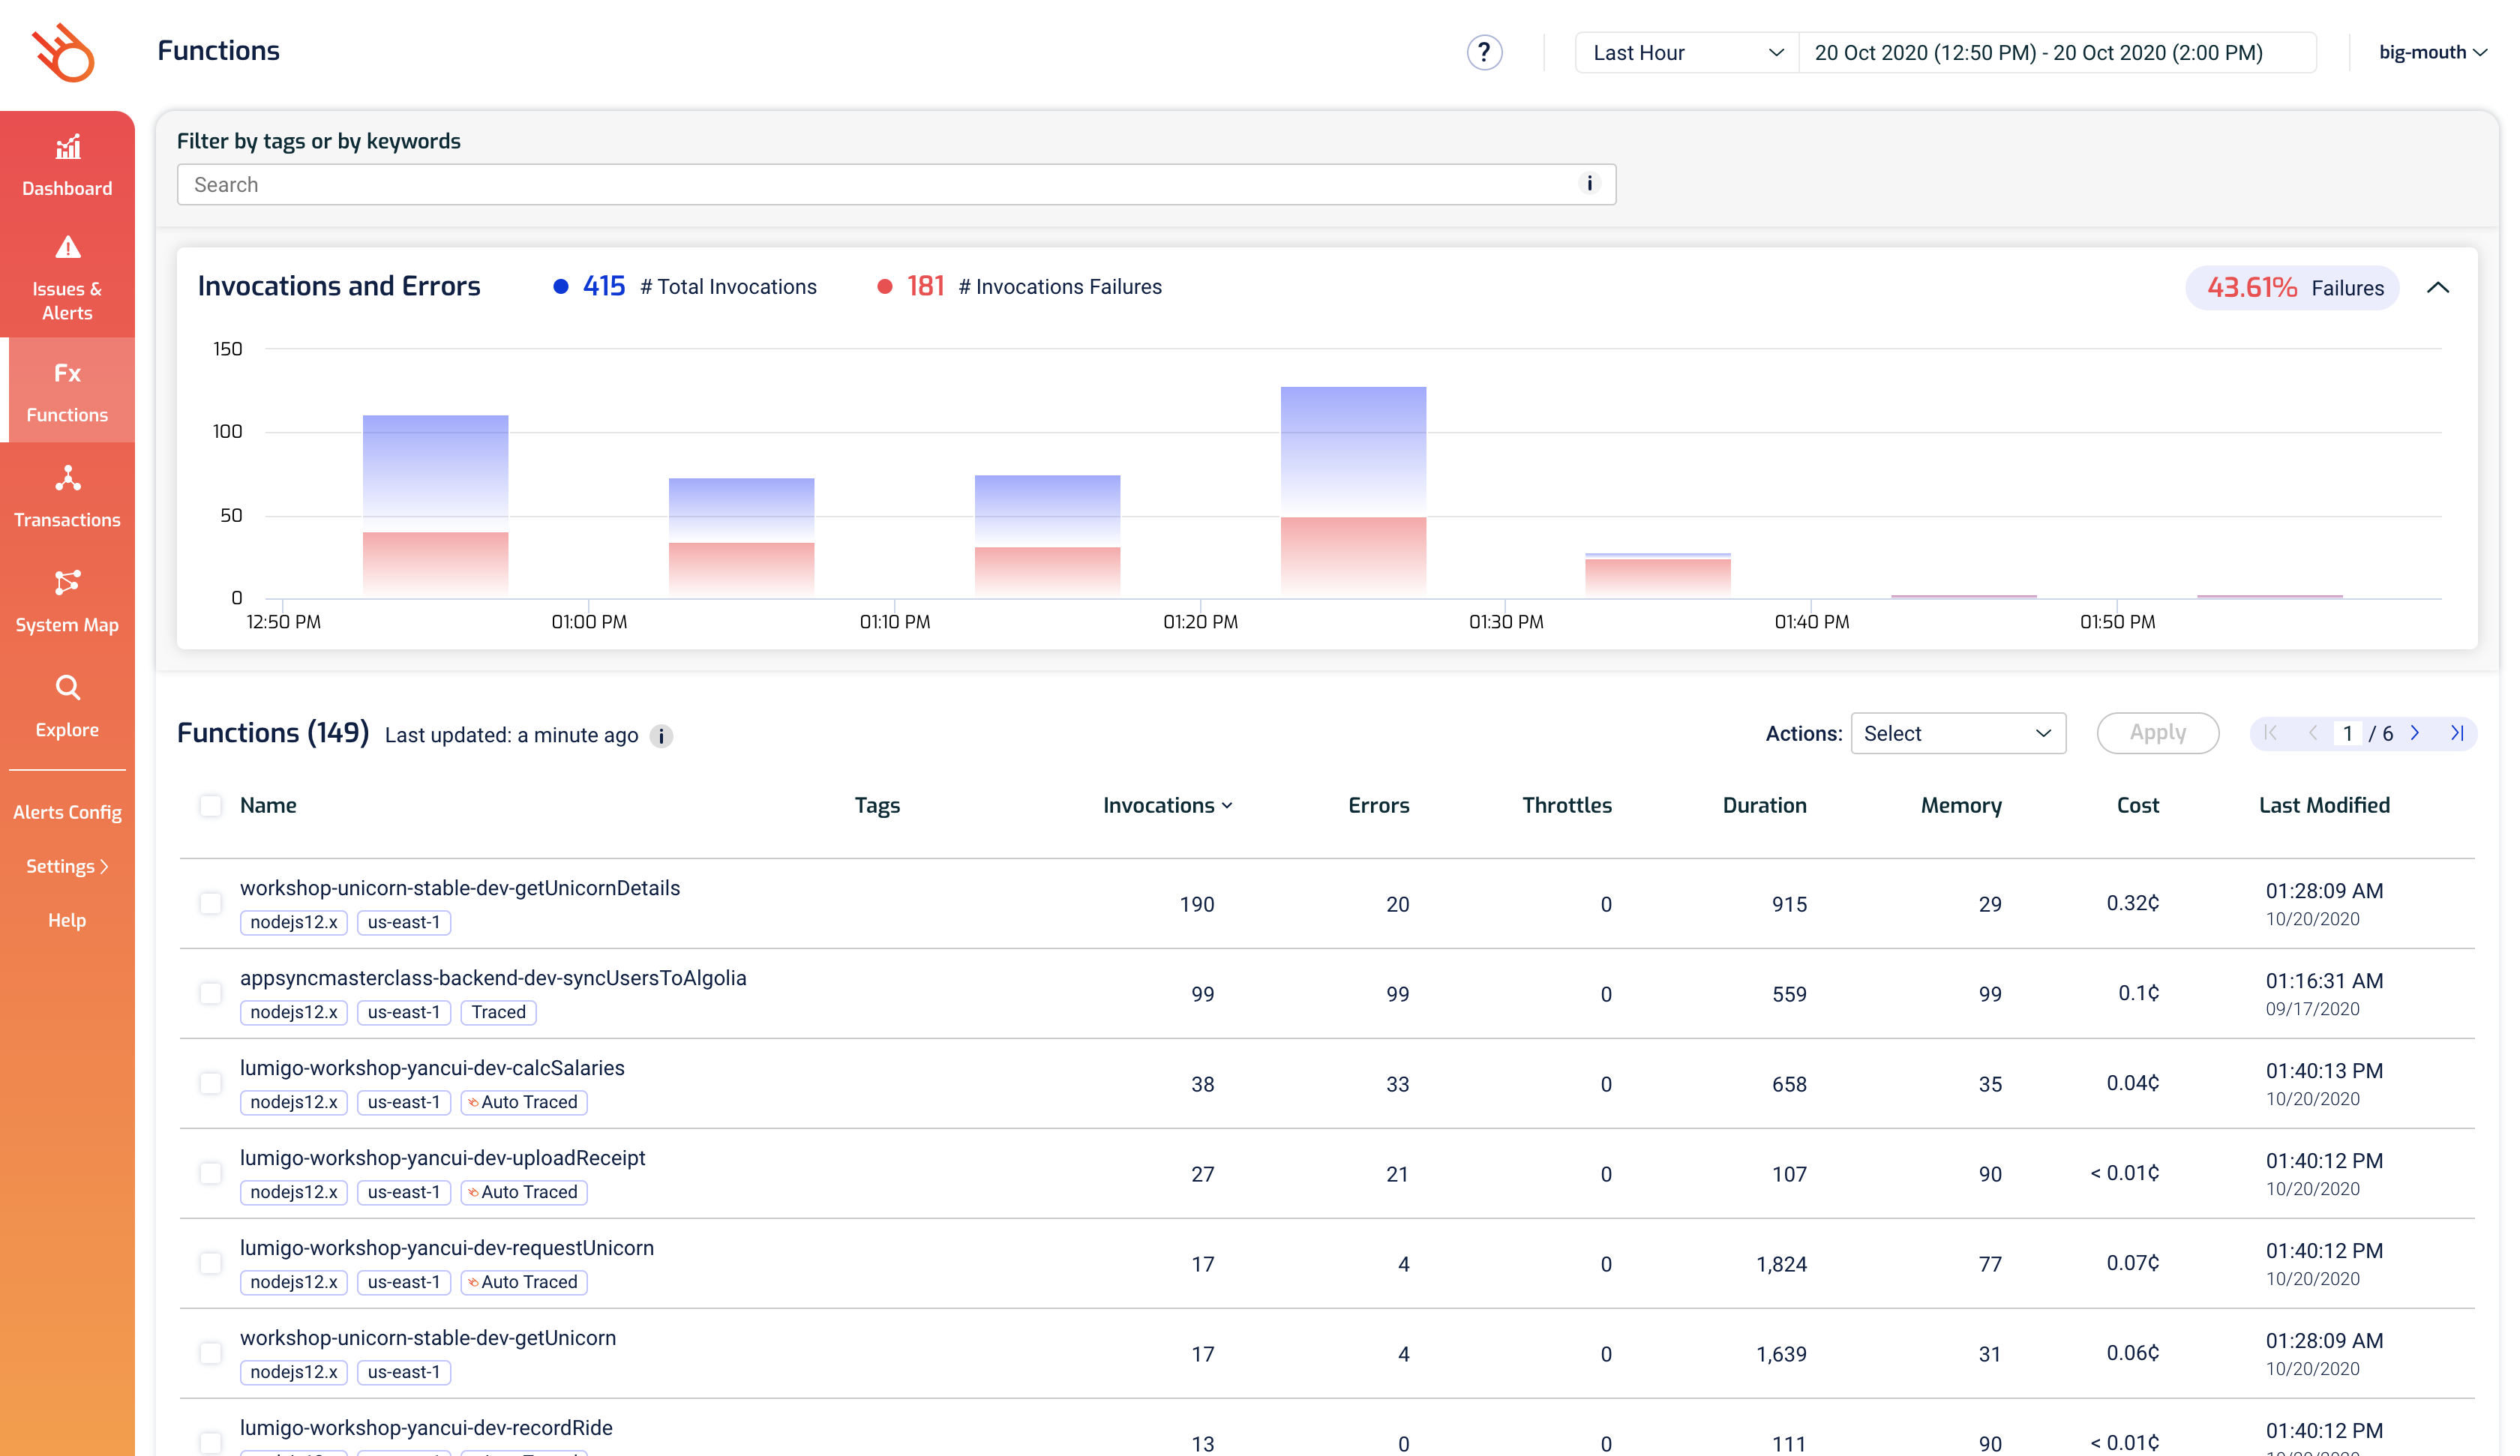 Functions
?
Last Hour
20 Oct 2020 (12:50 PM) - 20 Oct 2020 (2:00 PM)
big-mouth
Dashboard
Issues &
Alerts
Fx
Functions
Transactions
System Map
Explore
Alerts Config
Settings
Help
Filter by tags or by keywords
Search
i
Invocations and Errors
415 # Total Invocations
181 # Invocations Failures
43.61% Failures
150
100
50
0
12:50 PM
01:00 PM
01:10 PM
01:20 PM
01:30 PM
01:40 PM
01:50 PM
Functions (149)
Last updated: a minute ago
i
Actions:
Select
Apply
1 / 6
Name Tags Invocations Errors Throttles Duration Memory Cost Last Modified
workshop-unicorn-stable-dev-getUnicornDetails
nodejs12.x us-east-1
190 20 0 915 29 0.32¢
01:28:09 AM
10/20/2020
appsyncmasterclass-backend-dev-syncUsersToAlgolia
nodejs12.x us-east-1 Traced
99 99 0 559 99 0.1¢
01:16:31 AM
09/17/2020
lumigo-workshop-yancui-dev-calcSalaries
nodejs12.x us-east-1 Auto Traced
38 33 0 658 35 0.04¢
01:40:13 PM
10/20/2020
lumigo-workshop-yancui-dev-uploadReceipt
nodejs12.x us-east-1 Auto Traced
27 21 0 107 90 < 0.01¢
01:40:12 PM
10/20/2020
lumigo-workshop-yancui-dev-requestUnicorn
nodejs12.x us-east-1 Auto Traced
17 4 0 1,824 77 0.07¢
01:40:12 PM
10/20/2020
workshop-unicorn-stable-dev-getUnicorn
nodejs12.x us-east-1
17 4 0 1,639 31 0.06¢
01:28:09 AM
10/20/2020
lumigo-workshop-yancui-dev-recordRide
13 0 0 111 90 < 0.01¢
01:40:12 PM